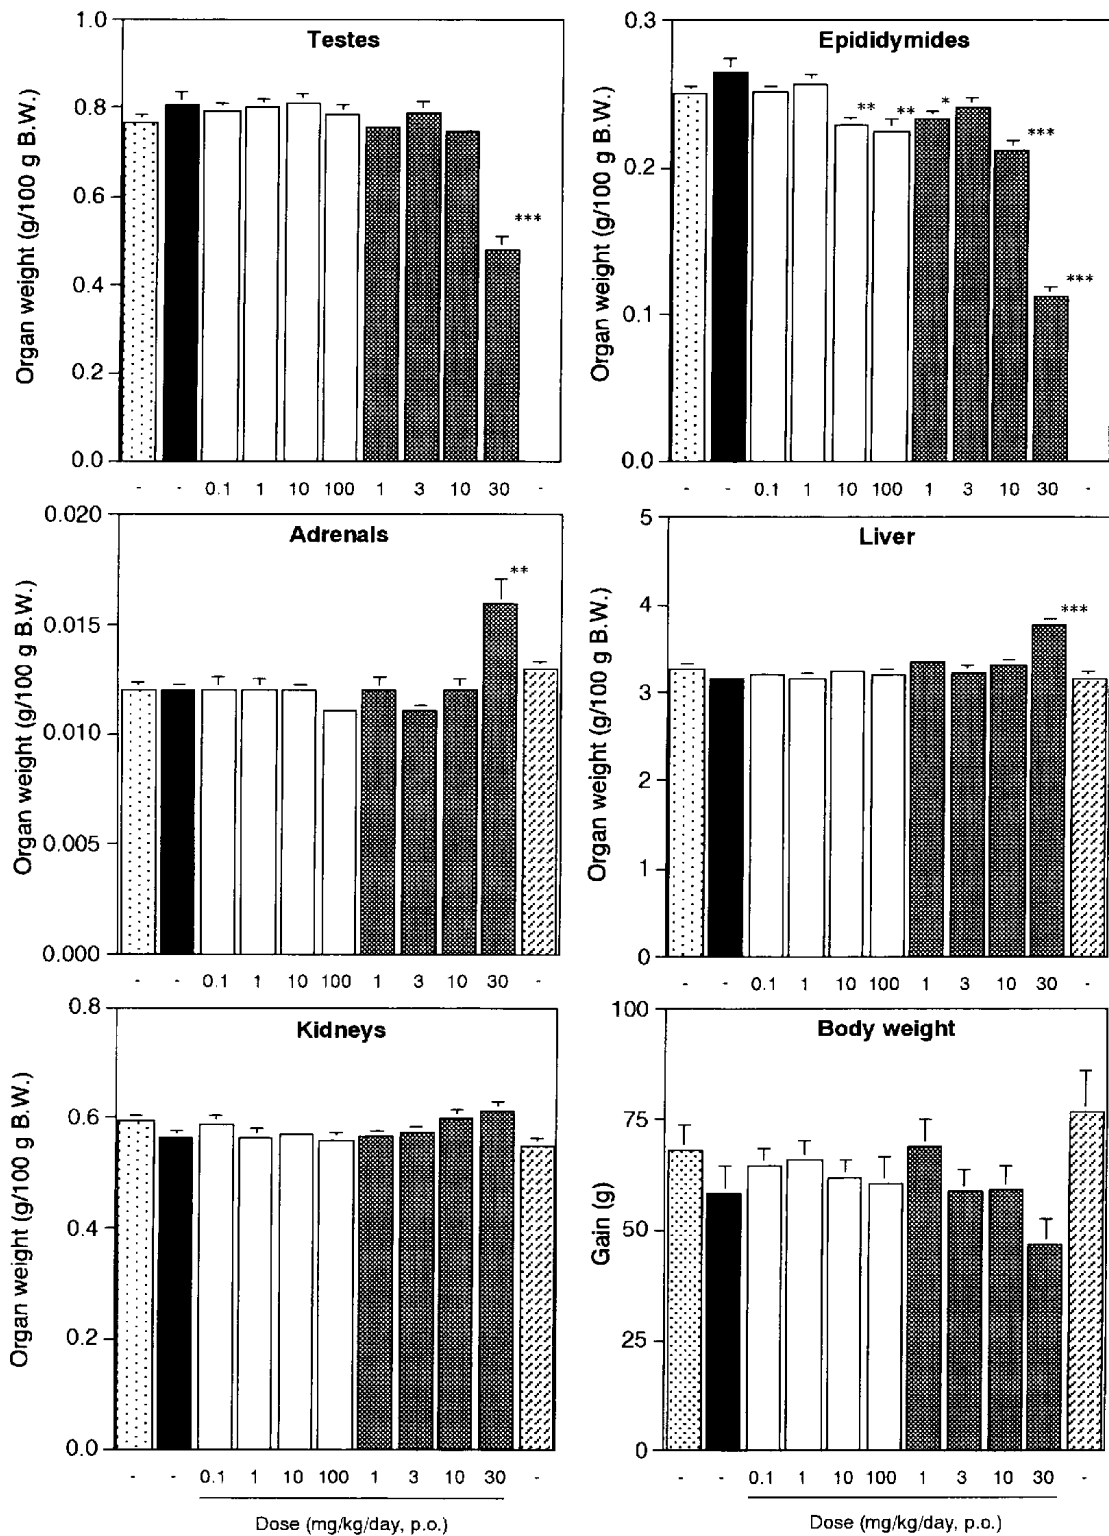 Testes
Organ weight (g/100 g B.W.)
1.0
0.8
0.6
0.4
0.2
0.0
***
- - 0.1 1 10 100 1 3 10 30 -
Epididymides
Organ weight (g/100 g B.W.)
0.3
0.2
0.1
0.0
** ** * *** ***
- - 0.1 1 10 100 1 3 10 30 -
Adrenals
Organ weight (g/100 g B.W.)
0.020
0.015
0.010
0.005
0.000
**
- - 0.1 1 10 100 1 3 10 30 -
Liver
Organ weight (g/100 g B.W.)
5
4
3
2
1
0
***
- - 0.1 1 10 100 1 3 10 30 -
Kidneys
Organ weight (g/100 g B.W.)
0.8
0.6
0.4
0.2
0.0
- - 0.1 1 10 100 1 3 10 30 -
Dose (mg/kg/day, p.o.)
Body weight
Gain (g)
100
75
50
25
0
- - 0.1 1 10 100 1 3 10 30 -
Dose (mg/kg/day, p.o.)